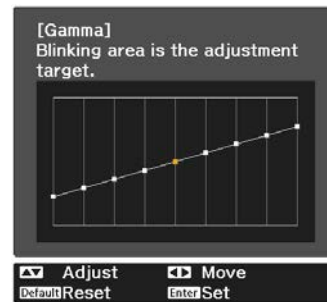 [Gamma]
Blinking area is the adjustment
target.
Adjust Move
Default Reset Enter Set